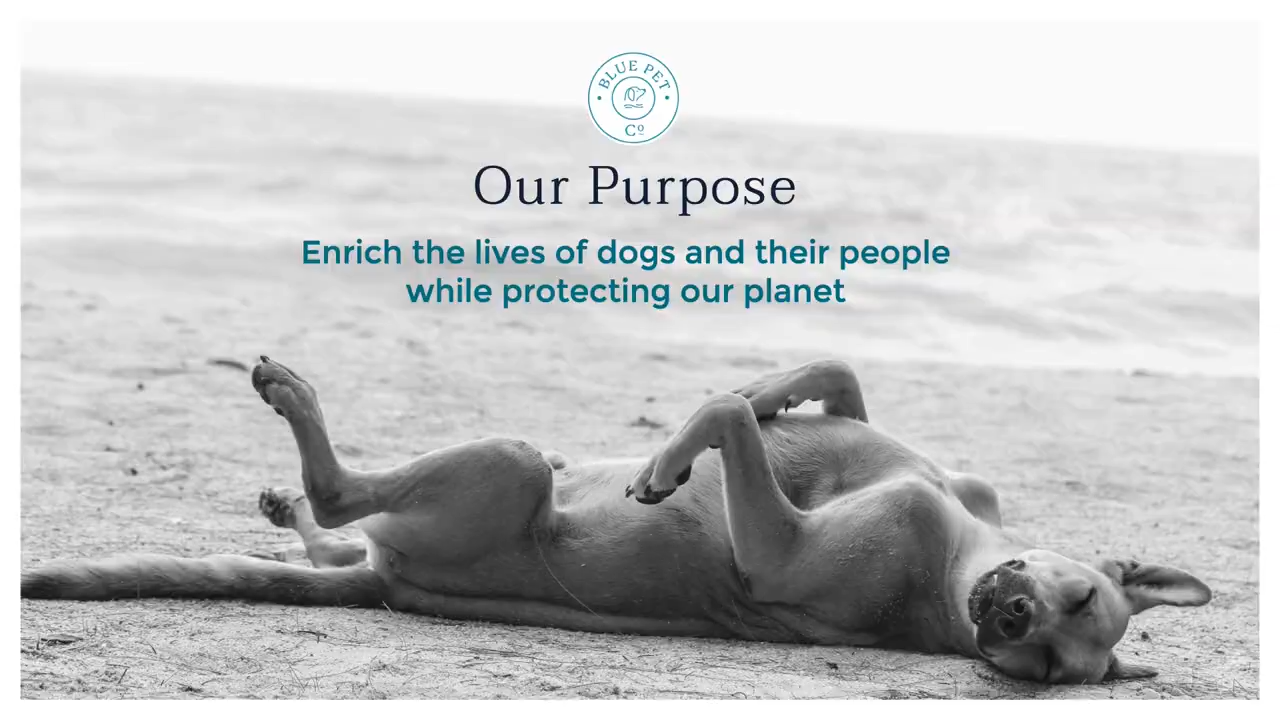 BLUE PET
Cº
Our Purpose
Enrich the lives of dogs and their people
while protecting our planet